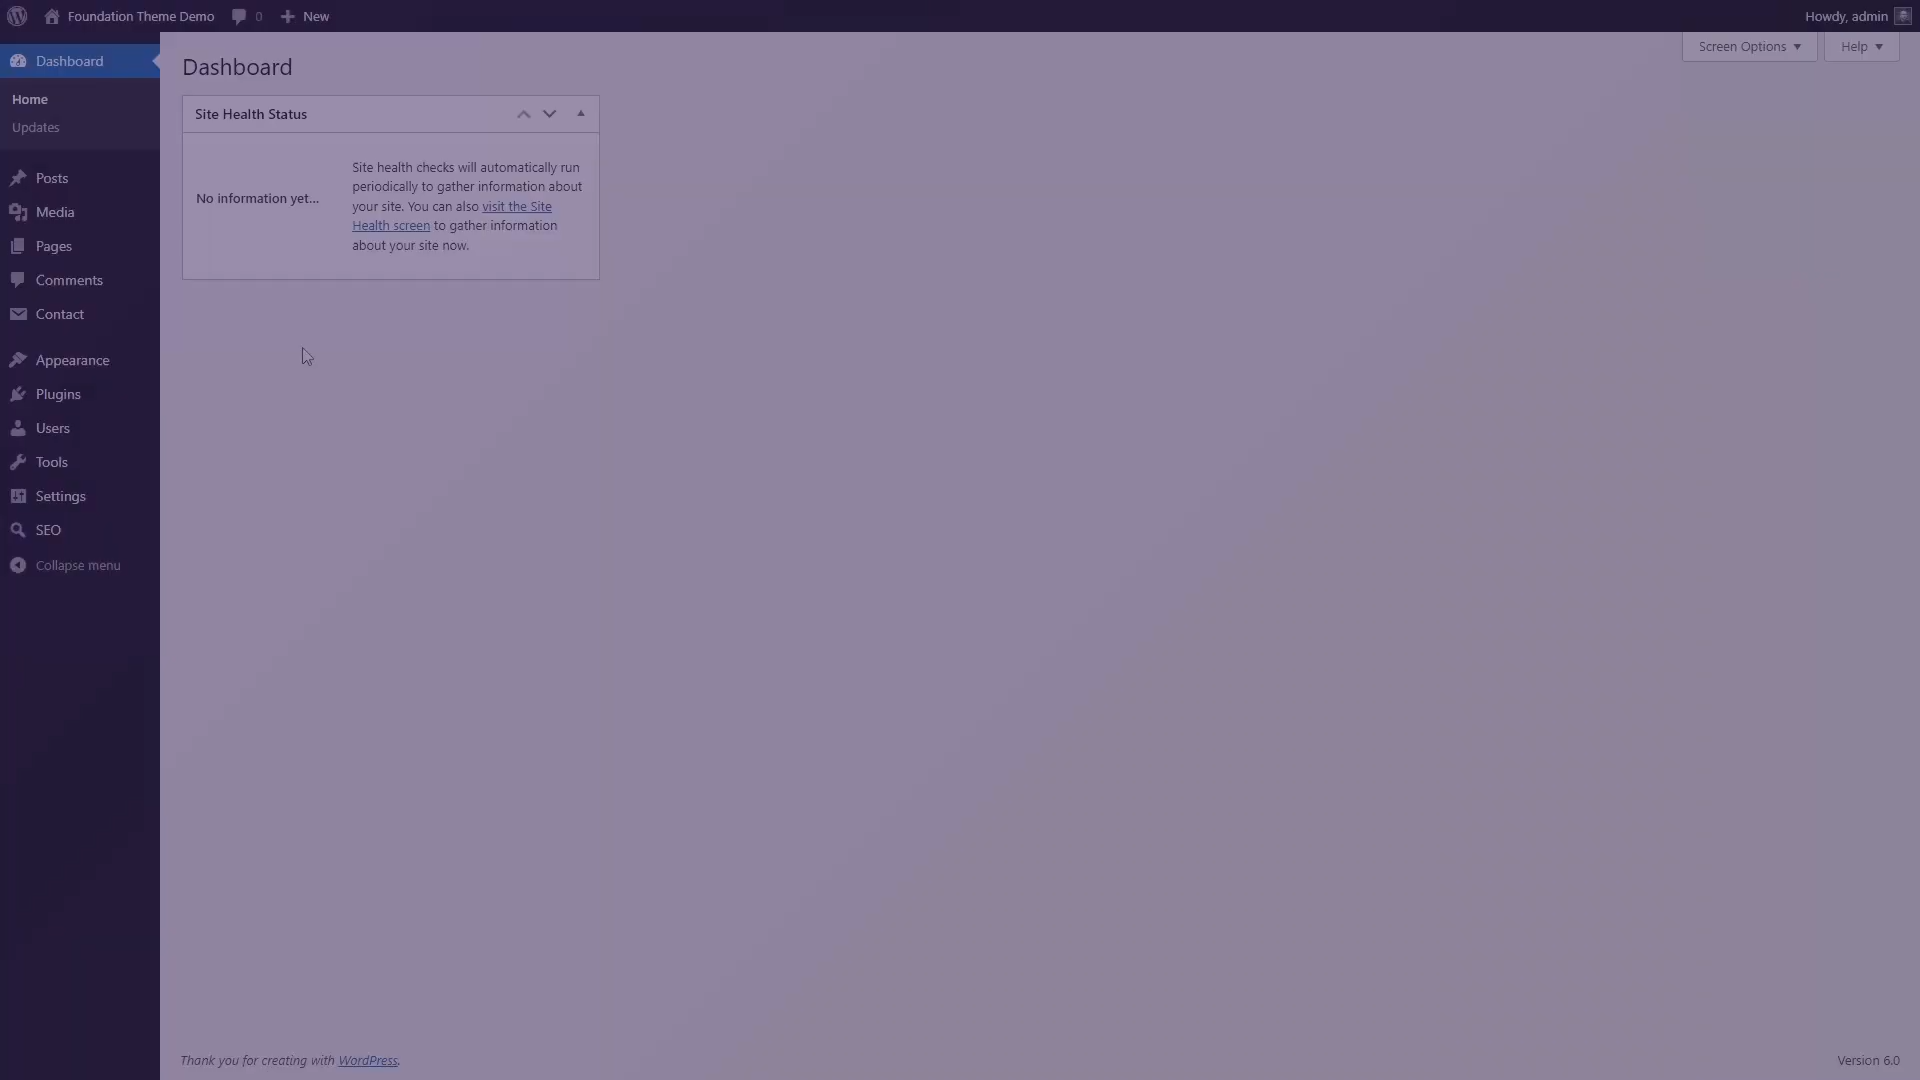 Foundation Theme Demo 0 New Howdy, admin
Screen Options Help
Dashboard
Home
Updates
Posts
Media
Pages
Comments
Contact
Appearance
Plugins
Users
Tools
Settings
SEO
Collapse menu
Dashboard
Site Health Status
No information yet...
Site health checks will automatically run
periodically to gather information about
your site. You can also visit the Site
Health screen to gather information
about your site now.
Thank you for creating with WordPress.
Version 6.0